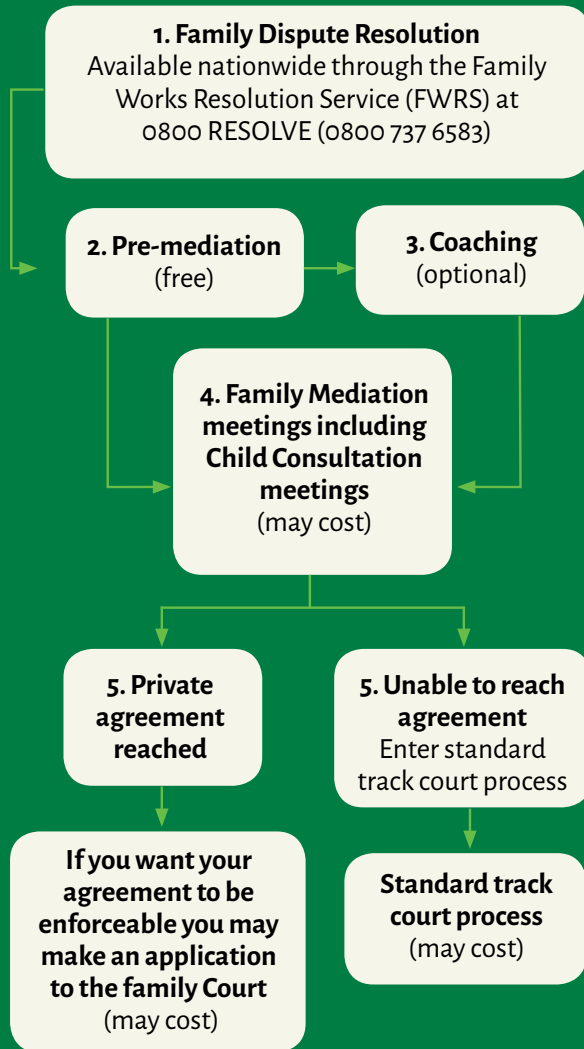 1. Family Dispute Resolution
Available nationwide through the Family
Works Resolution Service (FWRS) at
0800 RESOLVE (0800 737 6583)
2. Pre-mediation
(free)
3. Coaching
(optional)
4. Family Mediation
meetings including
Child Consultation
meetings
(may cost)
5. Private
agreement
reached
5. Unable to reach
agreement
Enter standard
track court process
If you want your
agreement to be
enforceable you may
make an application
to the family Court
(may cost)
Standard track
court process
(may cost)